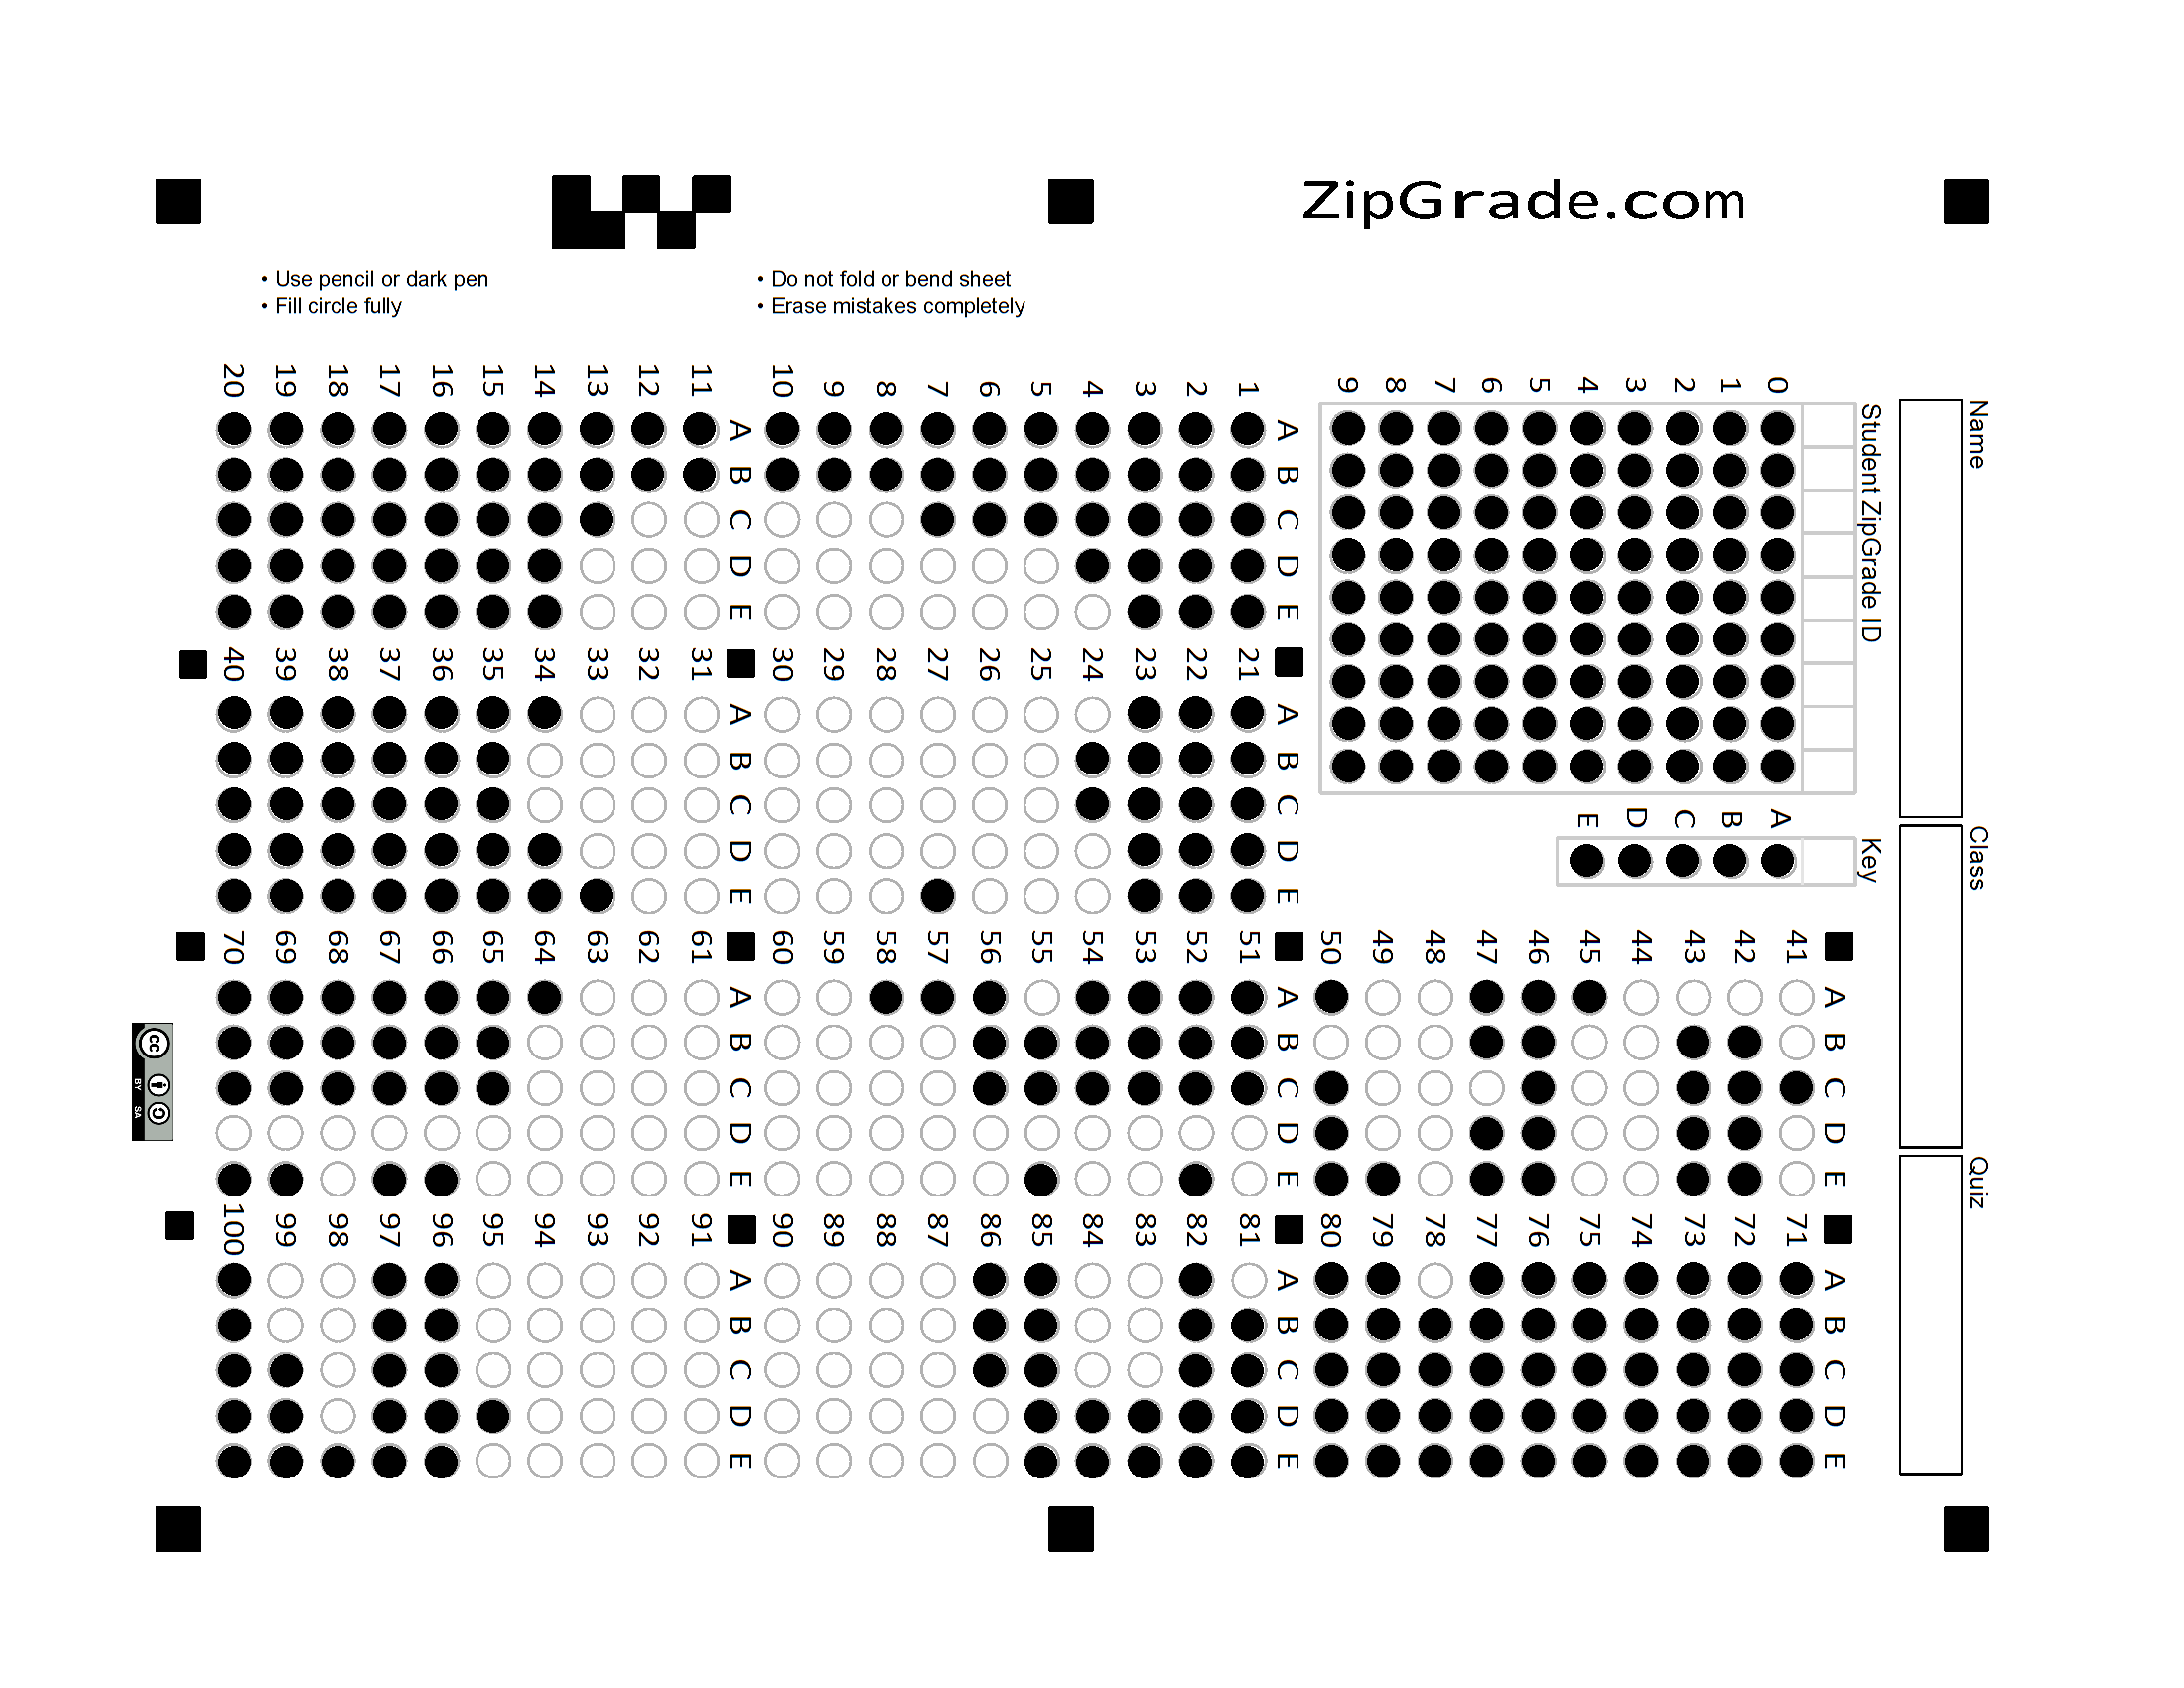 ZipGrade.com
• Use pencil or dark pen
• Fill circle fully
• Do not fold or bend sheet
• Erase mistakes completely
Name
Class
Quiz
Student ZipGrade ID
0 1 2 3 4 5 6 7 8 9
Key
A B C D E
A B C D E
1 2 3 4 5 6 7 8 9 10
A B C D E
11 12 13 14 15 16 17 18 19 20
A B C D E
21 22 23 24 25 26 27 28 29 30
A B C D E
31 32 33 34 35 36 37 38 39 40
A B C D E
41 42 43 44 45 46 47 48 49 50
A B C D E
51 52 53 54 55 56 57 58 59 60
A B C D E
61 62 63 64 65 66 67 68 69 70
A B C D E
71 72 73 74 75 76 77 78 79 80
A B C D E
81 82 83 84 85 86 87 88 89 90
A B C D E
91 92 93 94 95 96 97 98 99 100
A B C D E
cc BY SA